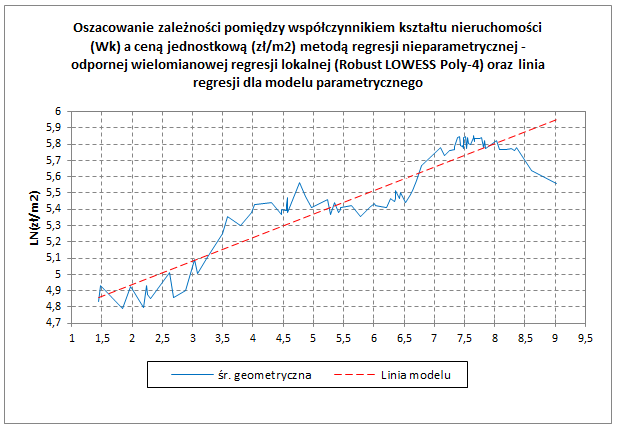 Oszacowanie zależności pomiędzy współczynnikiem kształtu nieruchomości
(Wk) a ceną jednostkową (zł/m2) metodą regresji nieparametrycznej -
odpornej wielomianowej regresji lokalnej (Robust LOWESS Poly-4) oraz linia
regresji dla modelu parametrycznego
6
5,9
5,8
5,7
5,6
5,5
5,4
5,3
5,2
5,1
5
4,9
4,8
4,7
LN(zł/m2)
1 1,5 2 2,5 3 3,5 4 4,5 5 5,5 6 6,5 7 7,5 8 8,5 9 9,5
śr. geometryczna Linia modelu